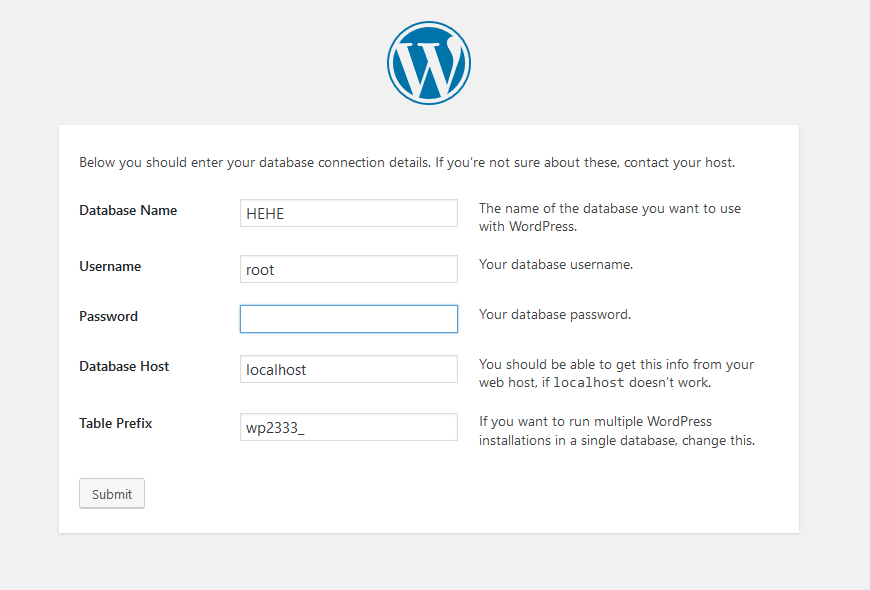 Below you should enter your database connection details. If you’re not sure about these, contact your host.
Database Name
HEHE
The name of the database you want to use
with WordPress.
Username
root
Your database username.
Password
Your database password.
Database Host
localhost
You should be able to get this info from your
web host, if localhost doesn’t work.
Table Prefix
wp2333_
If you want to run multiple WordPress
installations in a single database, change this.
Submit